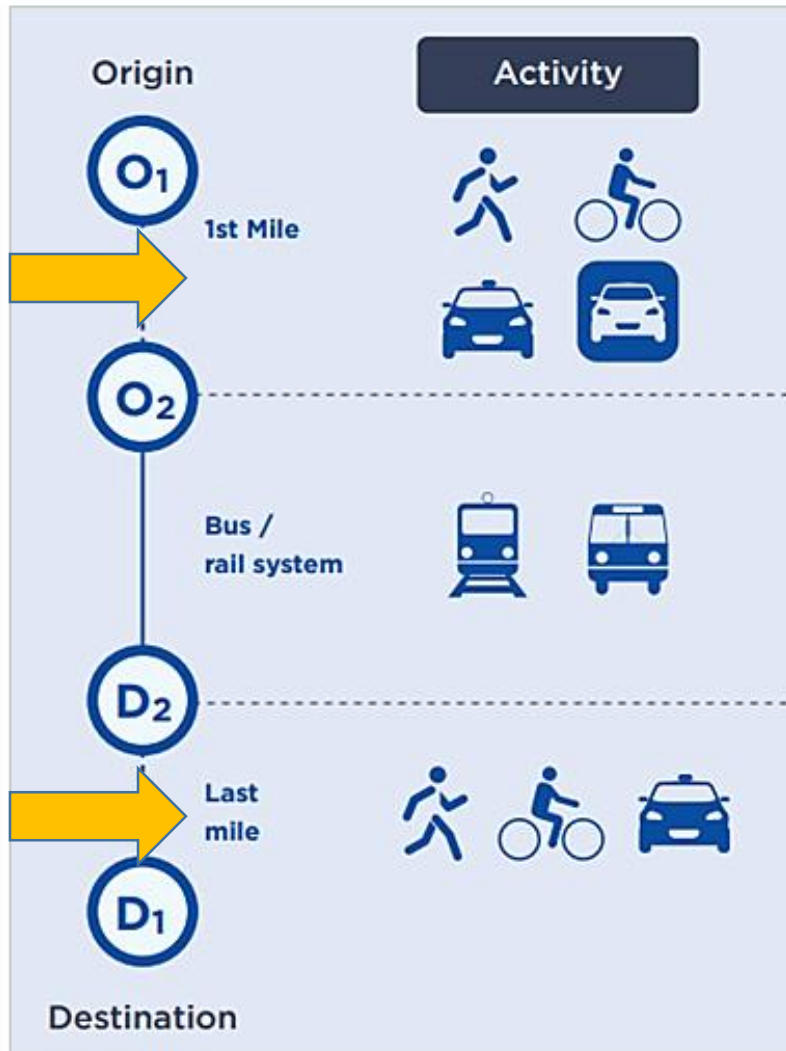 Origin
Activity
O1
1st Mile
O2
Bus /
rail system
D2
Last
mile
D1
Destination